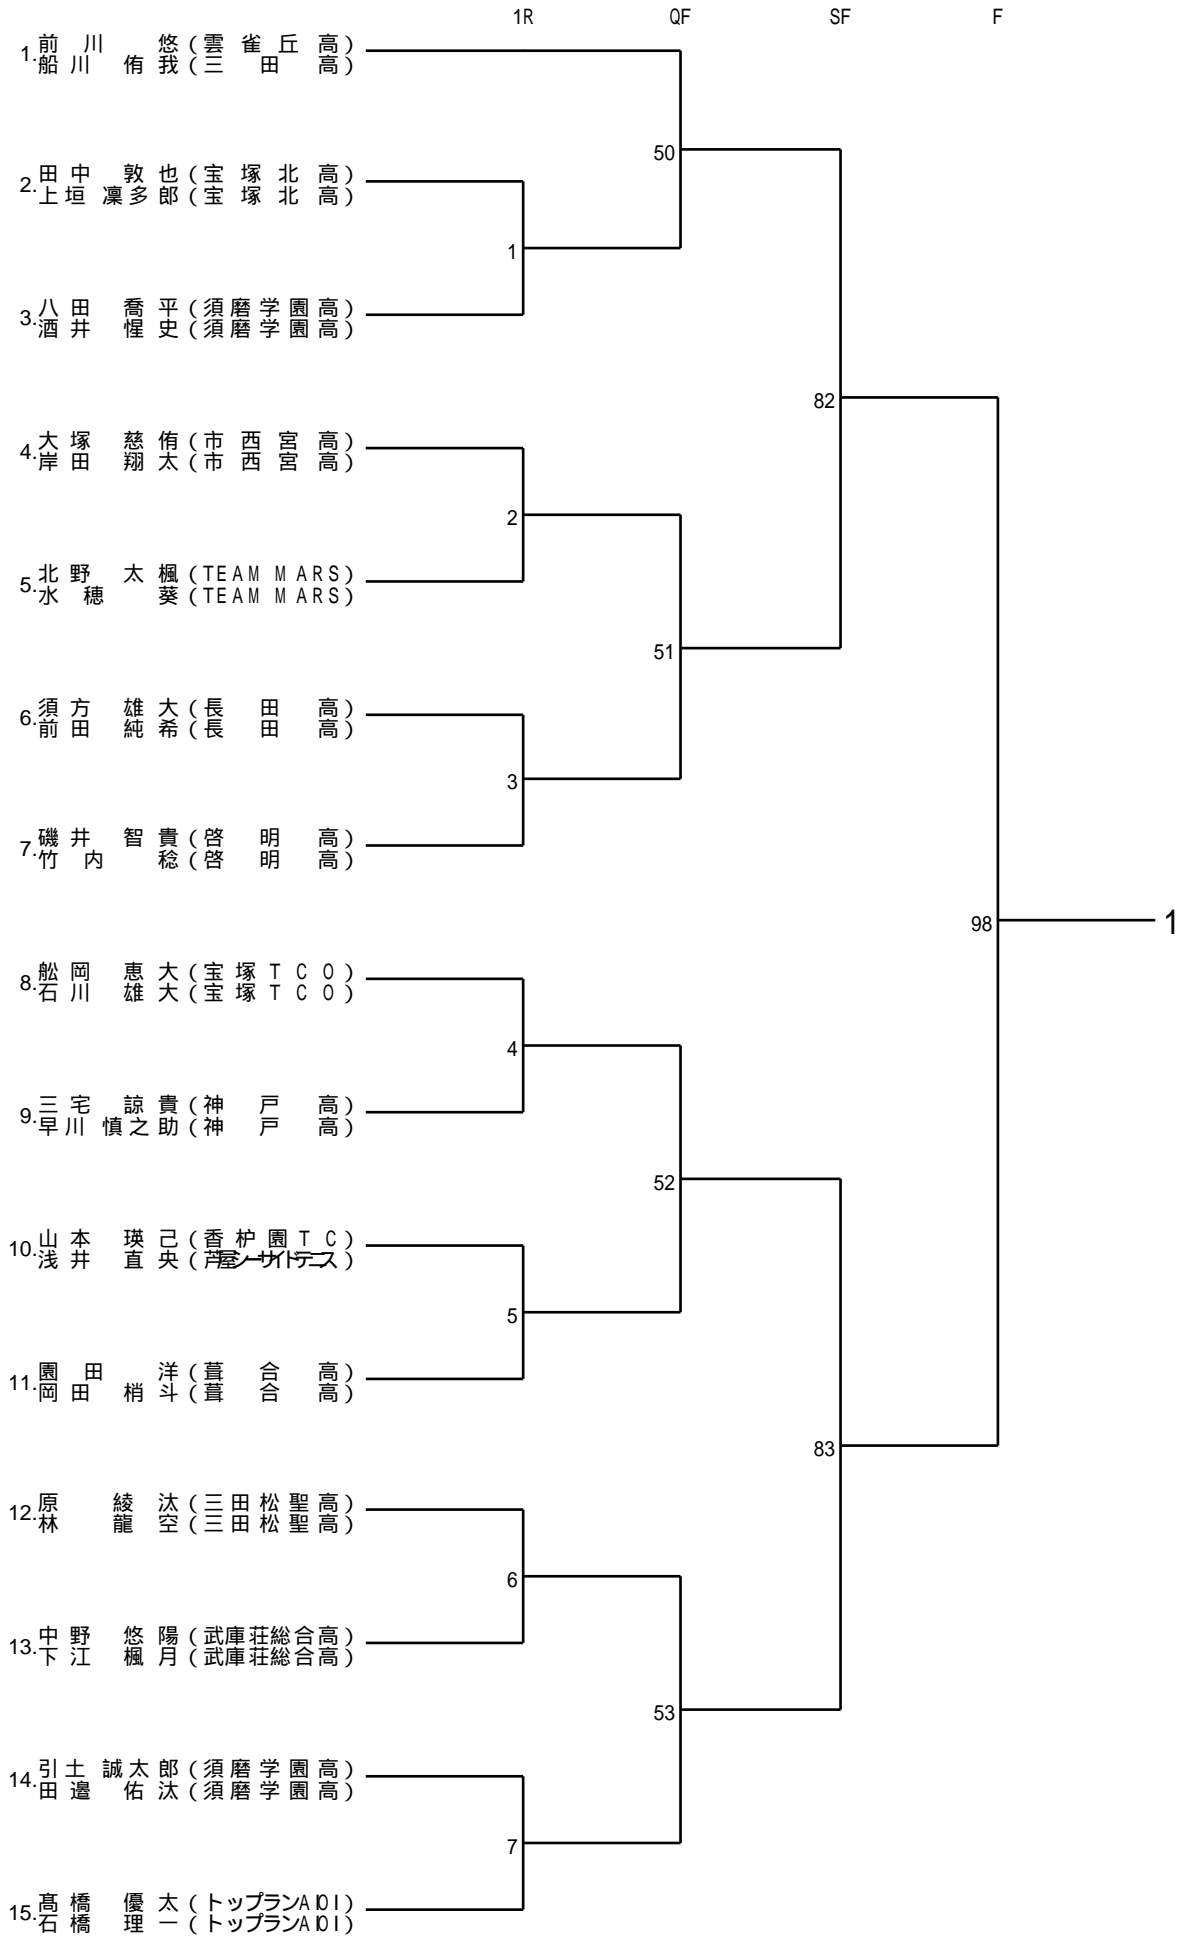 1R QF SF F
1. 前川 悠 (雲雀丘高)
船川 侑我 (三田高)
50
2. 田中 敦也 (宝塚北高)
上垣 凜多郎 (宝塚北高)
1
3. 八田 喬平 (須磨学園高)
酒井 惺史 (須磨学園高)
82
4. 大塚 慈侑 (市西宮高)
岸田 翔太 (市西宮高)
2
5. 北野 太楓 (TEAM MARS)
水穂 葵 (TEAM MARS)
51
6. 須方 雄大 (長田高)
前田 純希 (長田高)
3
7. 磯井 智貴 (啓明高)
竹内 稔 (啓明高)
98 1
8. 舩岡 恵大 (宝塚TCO)
石川 雄大 (宝塚TCO)
4
9. 三宅 諒貴 (神戸高)
早川 慎之助 (神戸高)
52
10. 山本 瑛己 (香枦園TC)
浅井 直央 (芦屋シーサイドテニス)
5
11. 園田 洋 (葺合高)
岡田 梢斗 (葺合高)
83
12. 原 綾汰 (三田松聖高)
林 龍空 (三田松聖高)
6
13. 中野 悠陽 (武庫荘総合高)
下江 楓月 (武庫荘総合高)
53
14. 引土 誠太郎 (須磨学園高)
田邉 佑汰 (須磨学園高)
7
15. 髙橋 優太 (トップランAIOI)
石橋 理一 (トップランAIOI)